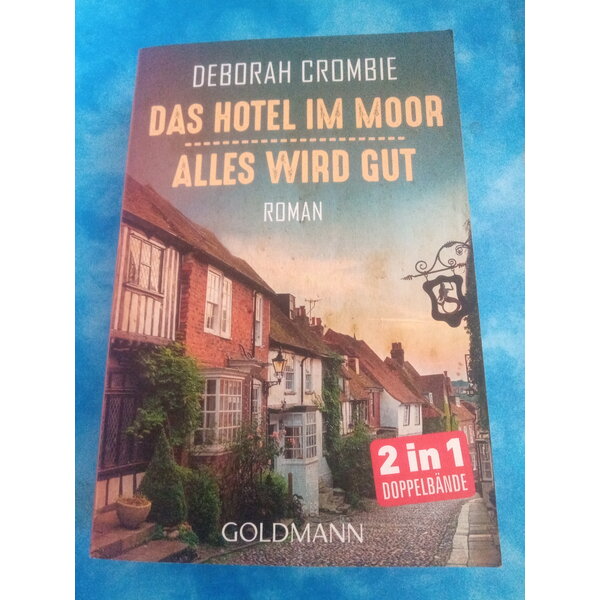 DEBORAH CROMBIE
DAS HOTEL IM MOOR
ALLES WIRD GUT
ROMAN
2 in 1
DOPPELBÄNDE
GOLDMANN